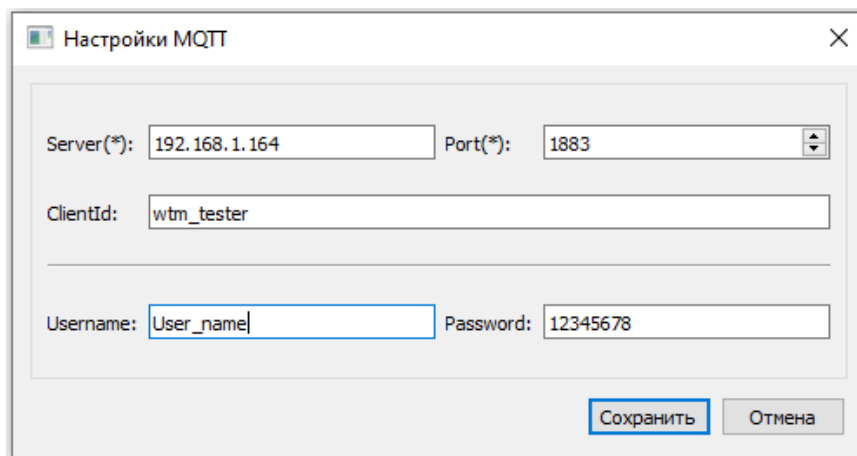 Настройки MQTT
Server(*): 192.168.1.164 Port(*): 1883
ClientId: wtm_tester
Username: User_name Password: 12345678
Сохранить Отмена